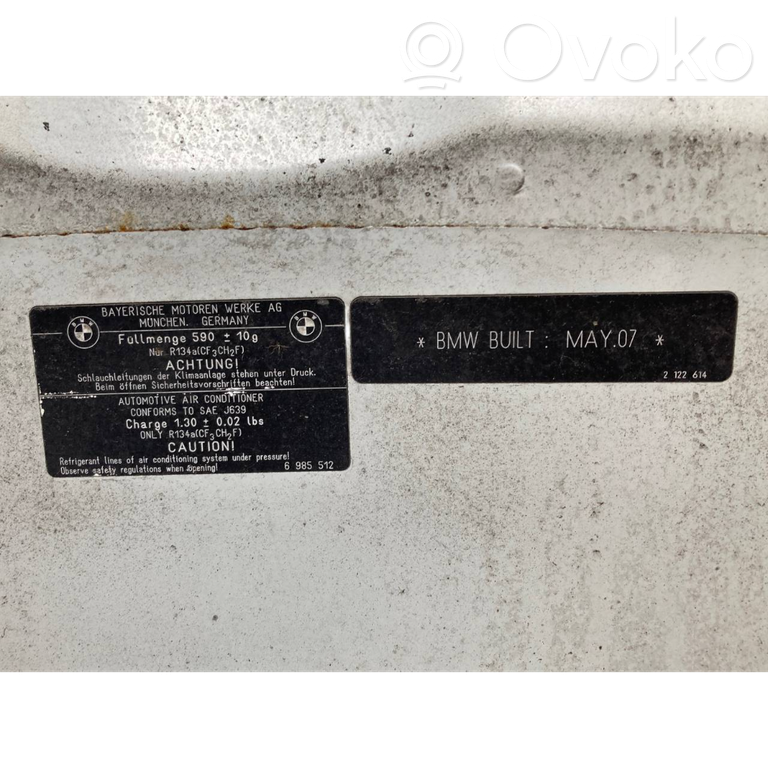 Ovoko
BAYERISCHE MOTOREN WERKE AG
MÜNCHEN, GERMANY
Füllmenge 590 ± 10g
Nur R134a(CF3CH2F)
ACHTUNG!
Schlauchleitungen der Klimaanlage stehen unter Druck.
Beim öffnen Sicherheitsvorschriften beachten!
AUTOMOTIVE AIR CONDITIONER
CONFORMS TO SAE J639
Charge 1.30 ± 0.02 lbs
ONLY R134a(CF3CH2F)
CAUTION!
Refrigerant lines of air conditioning system under pressure!
Observe safety regulations when opening!
6 985 512
* BMW BUILT : MAY.07 *
2 122 614
BMW
BMW